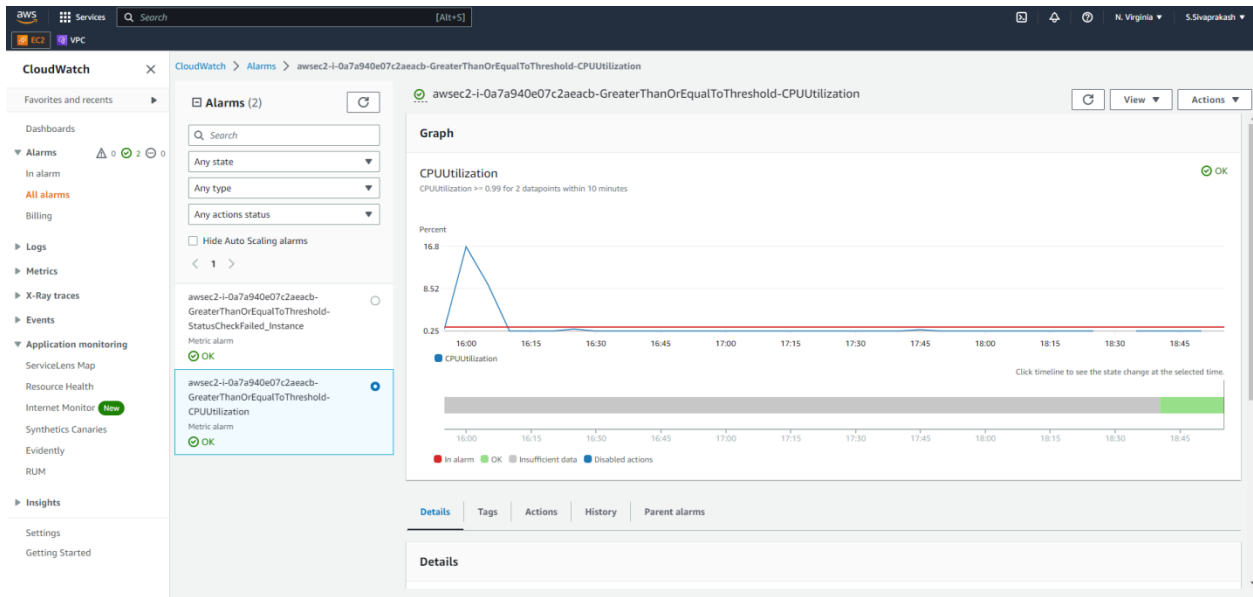 aws
Services
Search
[Alt+S]
N. Virginia
S.Sivaprakash
EC2
VPC
CloudWatch
Favorites and recents
Dashboards
Alarms 0 2 0
In alarm
All alarms
Billing
Logs
Metrics
X-Ray traces
Events
Application monitoring
ServiceLens Map
Resource Health
Internet Monitor New
Synthetics Canaries
Evidently
RUM
Insights
Settings
Getting Started
CloudWatch > Alarms > awsec2-i-0a7a940e07c2aeacb-GreaterThanOrEqualToThreshold-CPUUtilization
Alarms (2)
Search
Any state
Any type
Any actions status
Hide Auto Scaling alarms
< 1 >
awsec2-i-0a7a940e07c2aeacb-
GreaterThanOrEqualToThreshold-
StatusCheckFailed_Instance
Metric alarm
OK
awsec2-i-0a7a940e07c2aeacb-
GreaterThanOrEqualToThreshold-
CPUUtilization
Metric alarm
OK
awsec2-i-0a7a940e07c2aeacb-GreaterThanOrEqualToThreshold-CPUUtilization
View
Actions
Graph
CPUUtilization
OK
CPUUtilization >= 0.99 for 2 datapoints within 10 minutes
Percent
16.8
8.52
0.25
16:00 16:15 16:30 16:45 17:00 17:15 17:30 17:45 18:00 18:15 18:30 18:45
CPUUtilization
Click timeline to see the state change at the selected time.
16:00 16:15 16:30 16:45 17:00 17:15 17:30 17:45 18:00 18:15 18:30 18:45
In alarm OK Insufficient data Disabled actions
Details Tags Actions History Parent alarms
Details